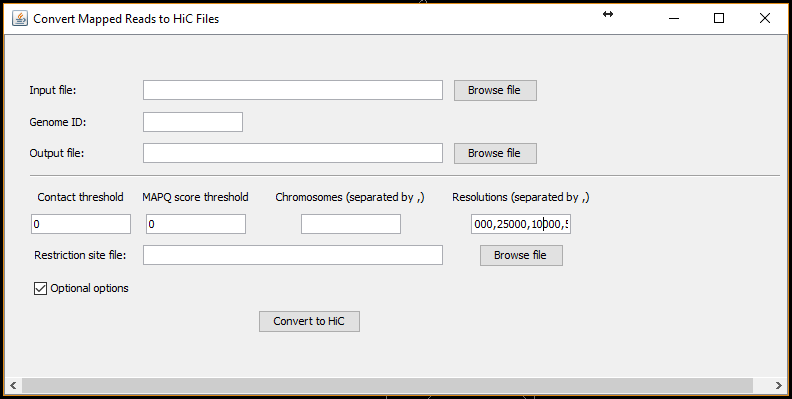 Convert Mapped Reads to HiC Files
Input file: Browse file
Genome ID:
Output file: Browse file
Contact threshold MAPQ score threshold Chromosomes (separated by ,) Resolutions (separated by ,)
0 0 000,25000,10000,5
Restriction site file: Browse file
Optional options
Convert to HiC